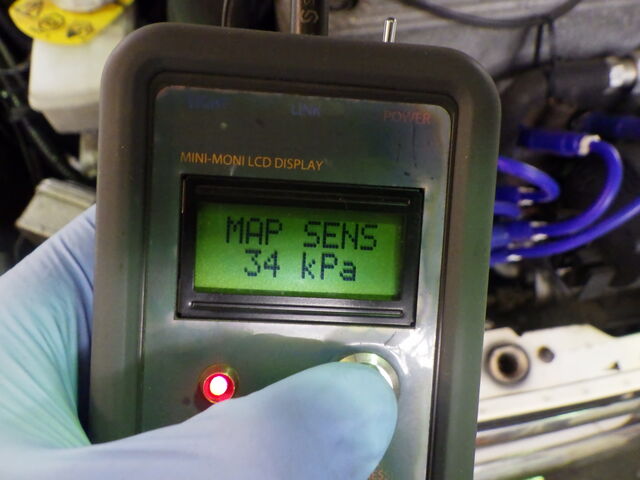 LINK
POWER
MINI-MONI LCD DISPLAY
MAP SENS
34 kPa